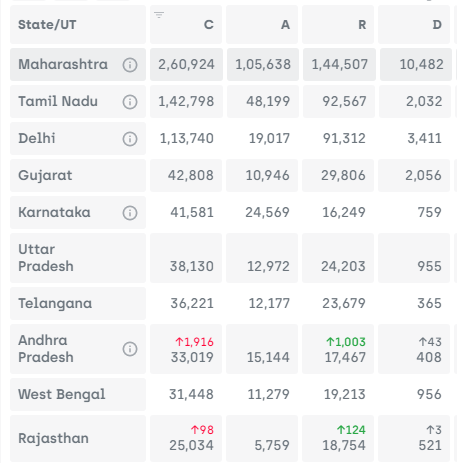 State/UT C A R D
Maharashtra 2,60,924 1,05,638 1,44,507 10,482
Tamil Nadu 1,42,798 48,199 92,567 2,032
Delhi 1,13,740 19,017 91,312 3,411
Gujarat 42,808 10,946 29,806 2,056
Karnataka 41,581 24,569 16,249 759
Uttar
Pradesh 38,130 12,972 24,203 955
Telangana 36,221 12,177 23,679 365
Andhra ↑1,916 ↑1,003 ↑43
Pradesh 33,019 15,144 17,467 408
West Bengal 31,448 11,279 19,213 956
↑98 ↑124 ↑3
Rajasthan 25,034 5,759 18,754 521